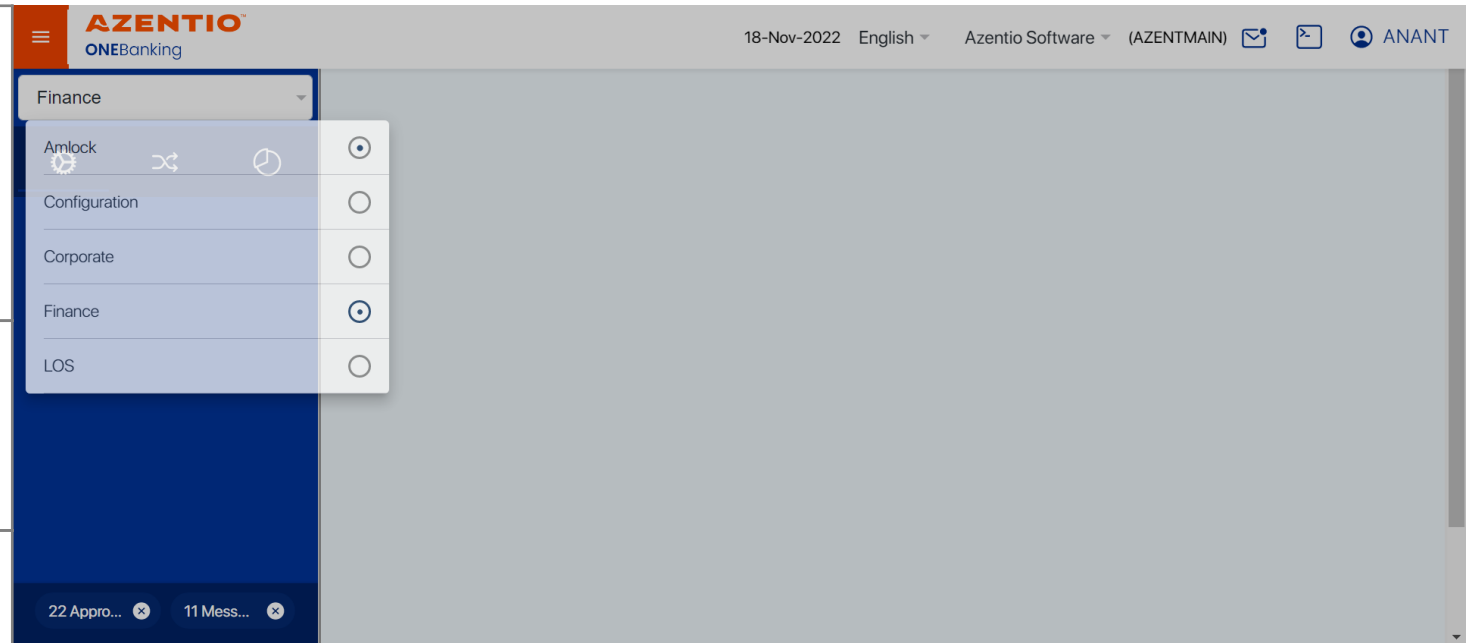 AZENTIO™
ONEBanking
18-Nov-2022 English Azentio Software (AZENTMAIN) ANANT
Finance
Amlock
Configuration
Corporate
Finance
LOS
22 Appro... 11 Mess...